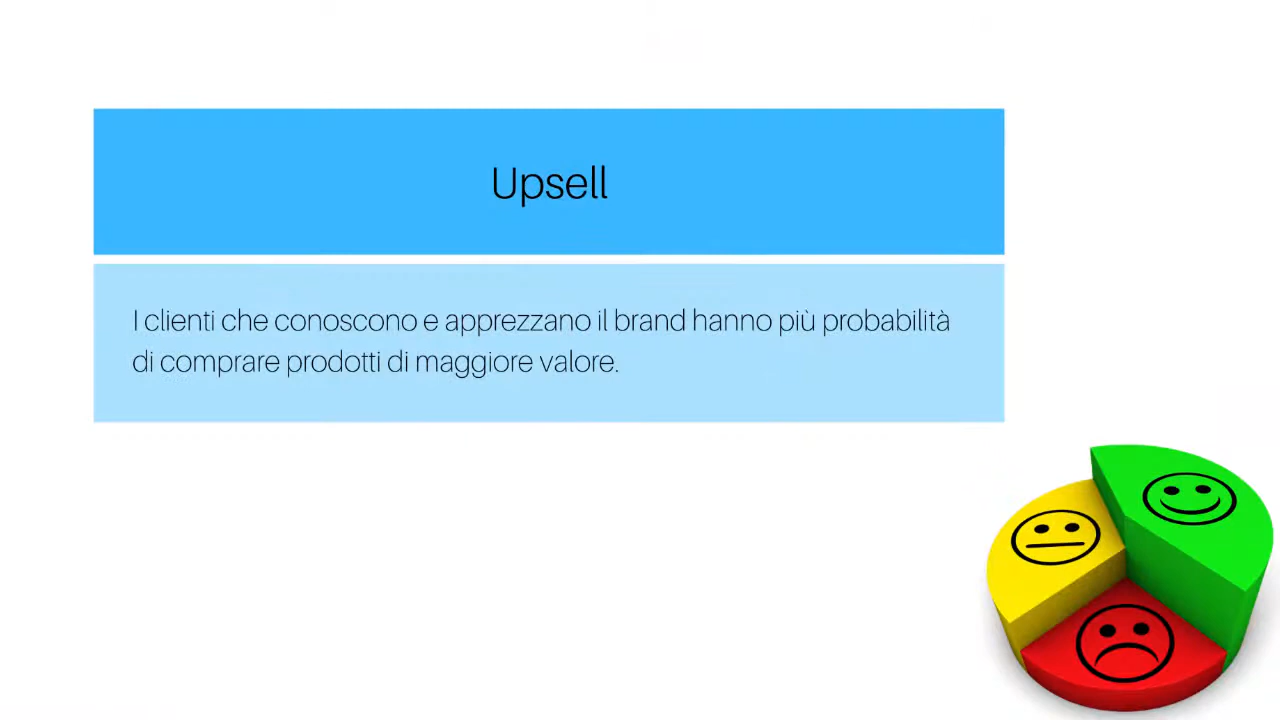 Upsell
I clienti che conoscono e apprezzano il brand hanno più probabilità
di comprare prodotti di maggiore valore.